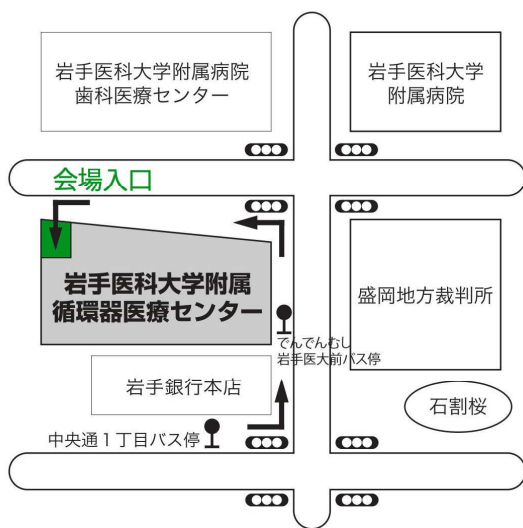 岩手医科大学附属病院
歯科医療センター
岩手医科大学
附属病院
会場入口
岩手医科大学附属
循環器医療センター
盛岡地方裁判所
でんでんむし
岩手医大前バス停
岩手銀行本店
石割桜
中央通1丁目バス停